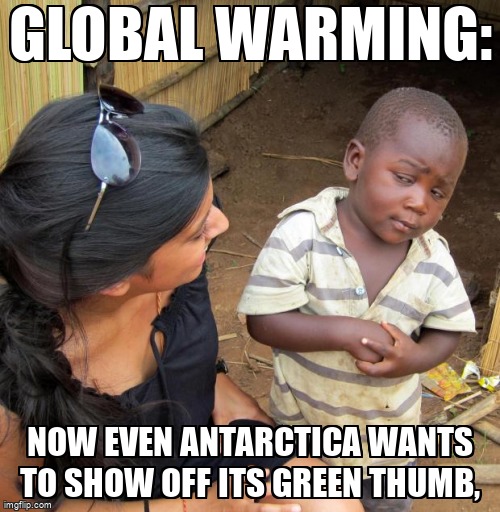 GLOBAL WARMING:
NOW EVEN ANTARCTICA WANTS
TO SHOW OFF ITS GREEN THUMB,
imgflip.com